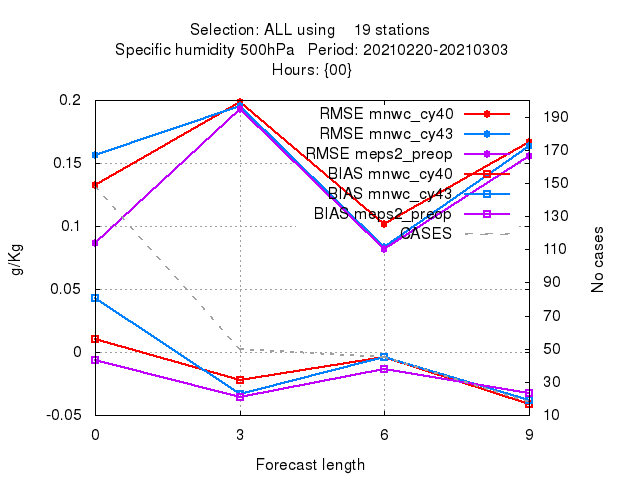 Selection: ALL using 19 stations
Specific humidity 500hPa Period: 20210220-20210303
Hours: {00}
0.2
0.15
0.1
0.05
0
-0.05
g/Kg
RMSE mnwc_cy40
RMSE mnwc_cy43
RMSE meps2_preop
BIAS mnwc_cy40
BIAS mnwc_cy43
BIAS meps2_preop
CASES
190
170
150
130
110
90
70
50
30
10
No cases
0 3 6 9
Forecast length